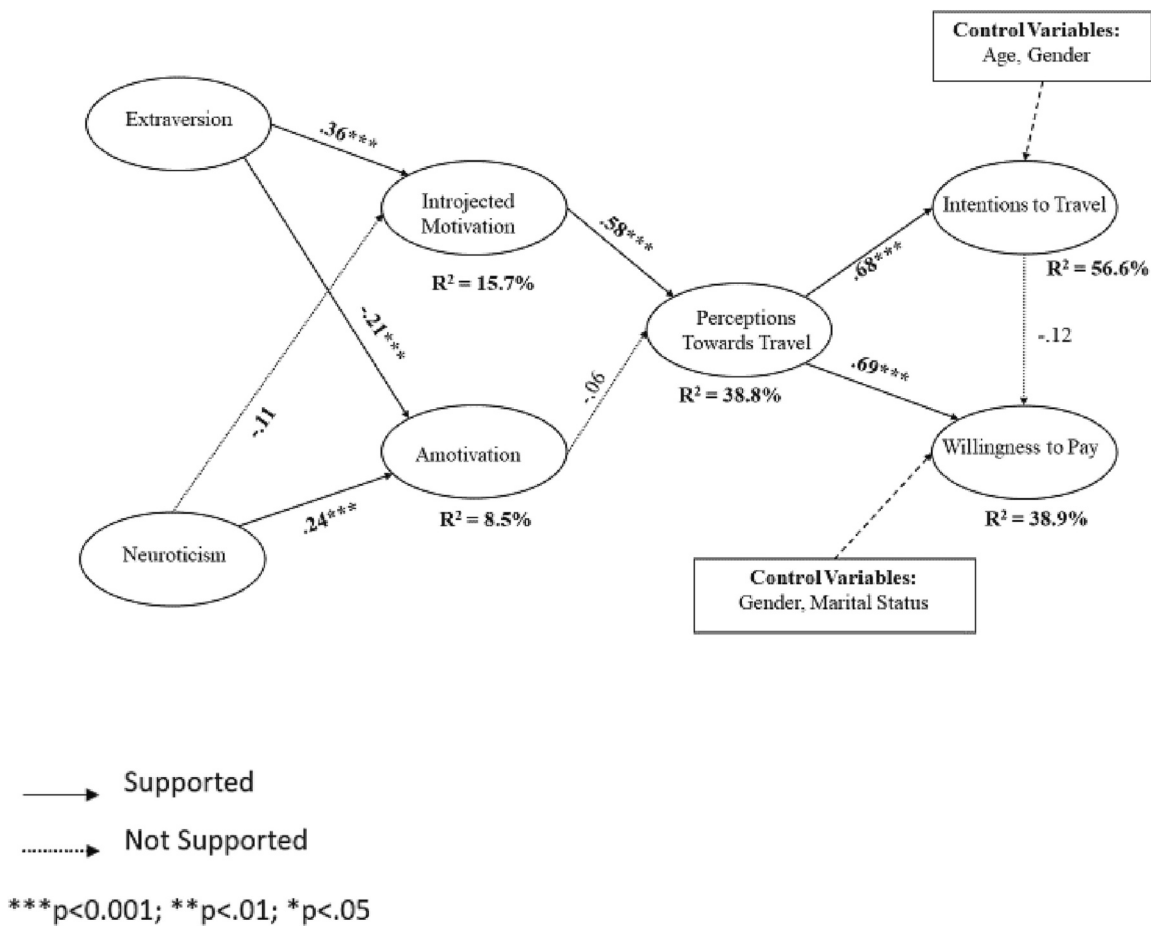 Control Variables:
Age, Gender
Extraversion
.36***
Introjected
Motivation
R² = 15.7%
Intentions to Travel
R² = 56.6%
.58***
.68***
-.21***
Perceptions
Towards Travel
R² = 38.8%
-.12
-.11
-.06
.69***
Amotivation
R² = 8.5%
Willingness to Pay
R² = 38.9%
.24***
Neuroticism
Control Variables:
Gender, Marital Status
Supported
Not Supported
***p<0.001; **p<.01; *p<.05